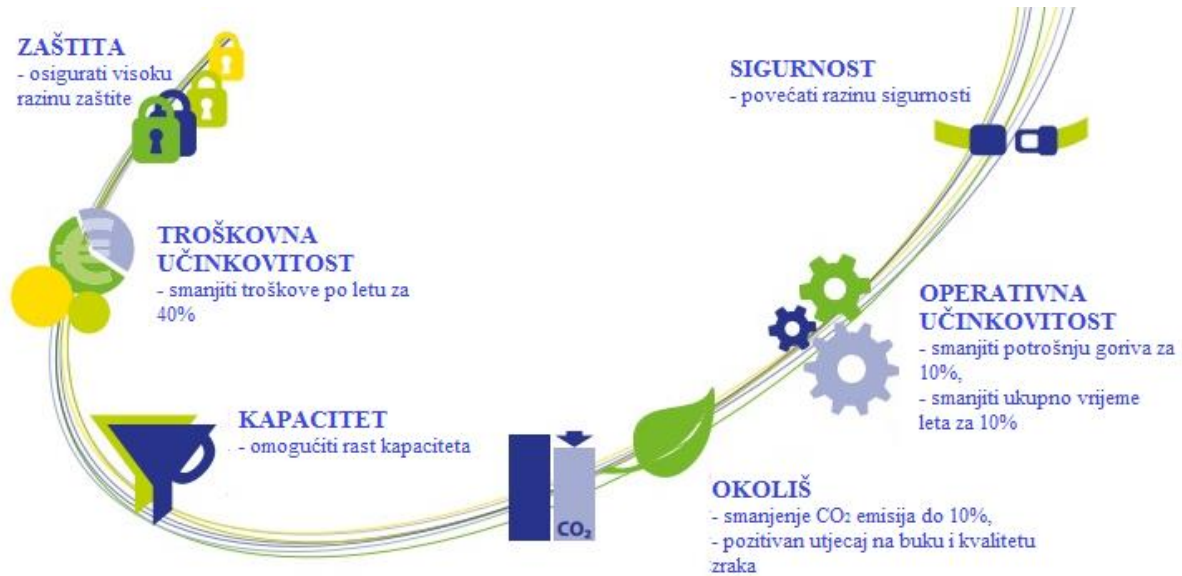 ZAŠTITA
- osigurati visoku
razinu zaštite
TROŠKOVNA
UČINKOVITOST
- smanjiti troškove po letu za
40%
KAPACITET
- omogućiti rast kapaciteta
CO₂
OKOLIŠ
- smanjenje CO₂ emisija do 10%,
- pozitivan utjecaj na buku i kvalitetu
zraka
OPERATIVNA
UČINKOVITOST
- smanjiti potrošnju goriva za
10%,
- smanjiti ukupno vrijeme
leta za 10%
SIGURNOST
- povećati razinu sigurnosti